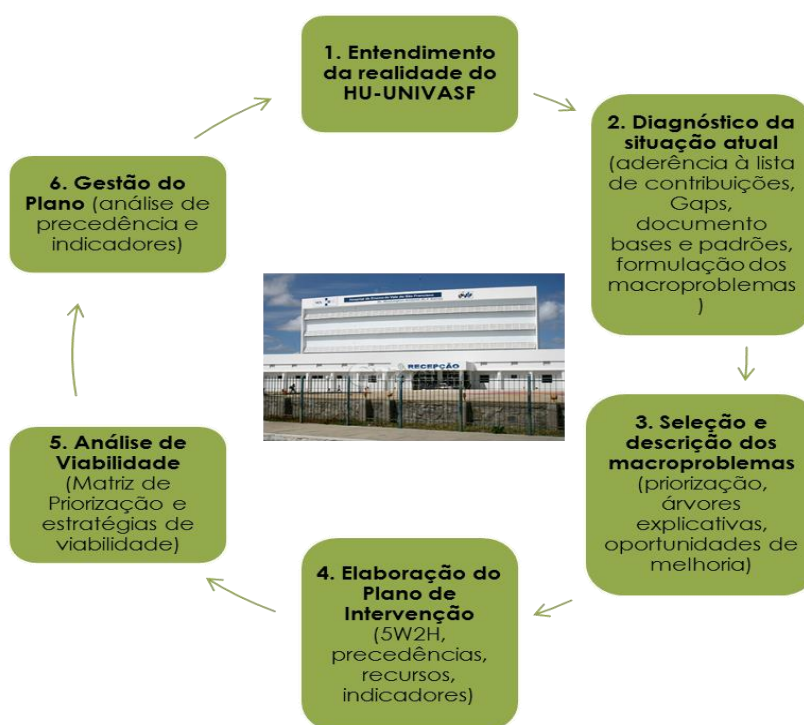 1. Entendimento
da realidade do
HU-UNIVASF
2. Diagnóstico da
situação atual
(aderência à lista
de contribuições,
Gaps,
documento
bases e padrões,
formulação dos
macroproblemas
)
3. Seleção e
descrição dos
macroproblemas
(priorização,
árvores
explicativas,
oportunidades de
melhoria)
4. Elaboração do
Plano de
Intervenção
(5W2H,
precedências,
recursos,
indicadores)
5. Análise de
Viabilidade
(Matriz de
Priorização e
estratégias de
viabilidade)
6. Gestão do
Plano (análise de
precedência e
indicadores)
RECEPÇÃO